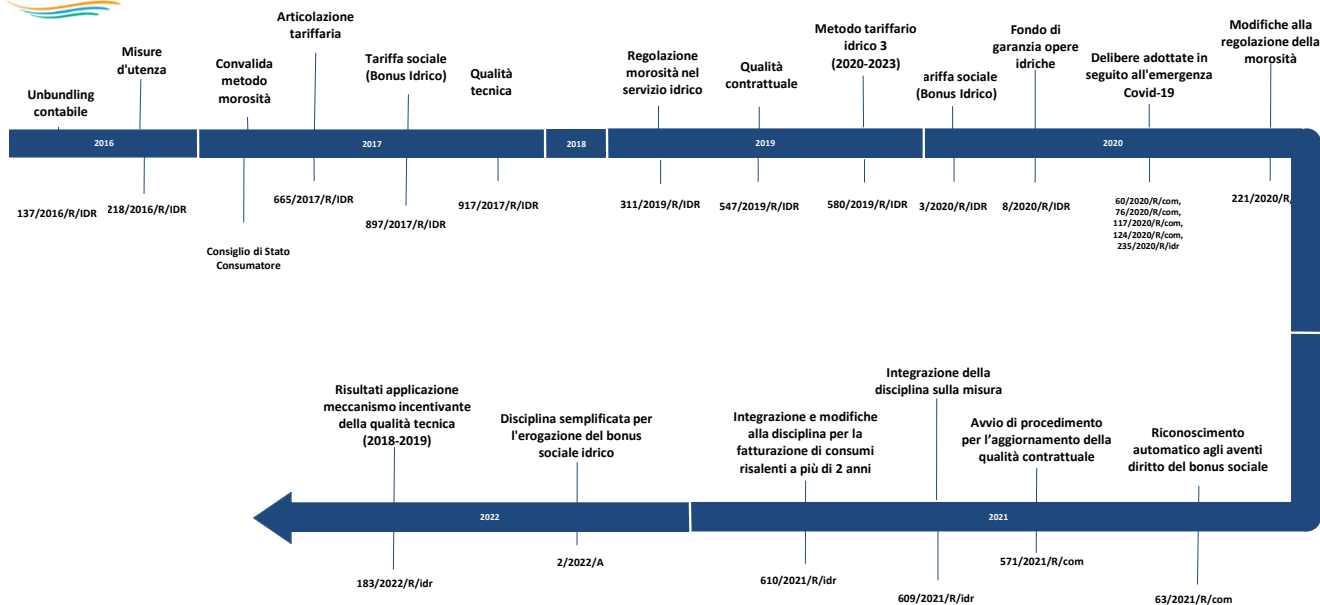 Unbundling
contabile
Misure
d'utenza
Convalida
metodo
morosità
Articolazione
tariffaria
Tariffa sociale
(Bonus Idrico)
Qualità
tecnica
Regolazione
morosità nel
servizio idrico
Qualità
contrattuale
Metodo tariffario
idrico 3
(2020-2023)
ariffa sociale
(Bonus Idrico)
Fondo di
garanzia opere
idriche
Delibere adottate in
seguito all'emergenza
Covid-19
Modifiche alla
regolazione della
morosità
2016
2017
2018
2019
2020
137/2016/R/IDR
218/2016/R/IDR
Consiglio di Stato
Consumatore
665/2017/R/IDR
897/2017/R/IDR
917/2017/R/IDR
311/2019/R/IDR
547/2019/R/IDR
580/2019/R/IDR
3/2020/R/IDR
8/2020/R/IDR
60/2020/R/com,
76/2020/R/com,
117/2020/R/com,
124/2020/R/com,
235/2020/R/idr
221/2020/R
Risultati applicazione
meccanismo incentivante
della qualità tecnica
(2018-2019)
Disciplina semplificata per
l'erogazione del bonus
sociale idrico
Integrazione e modifiche
alla disciplina per la
fatturazione di consumi
risalenti a più di 2 anni
Integrazione della
disciplina sulla misura
Avvio di procedimento
per l’aggiornamento della
qualità contrattuale
Riconoscimento
automatico agli aventi
diritto del bonus sociale
2022
2021
183/2022/R/idr
2/2022/A
610/2021/R/idr
609/2021/R/idr
571/2021/R/com
63/2021/R/com